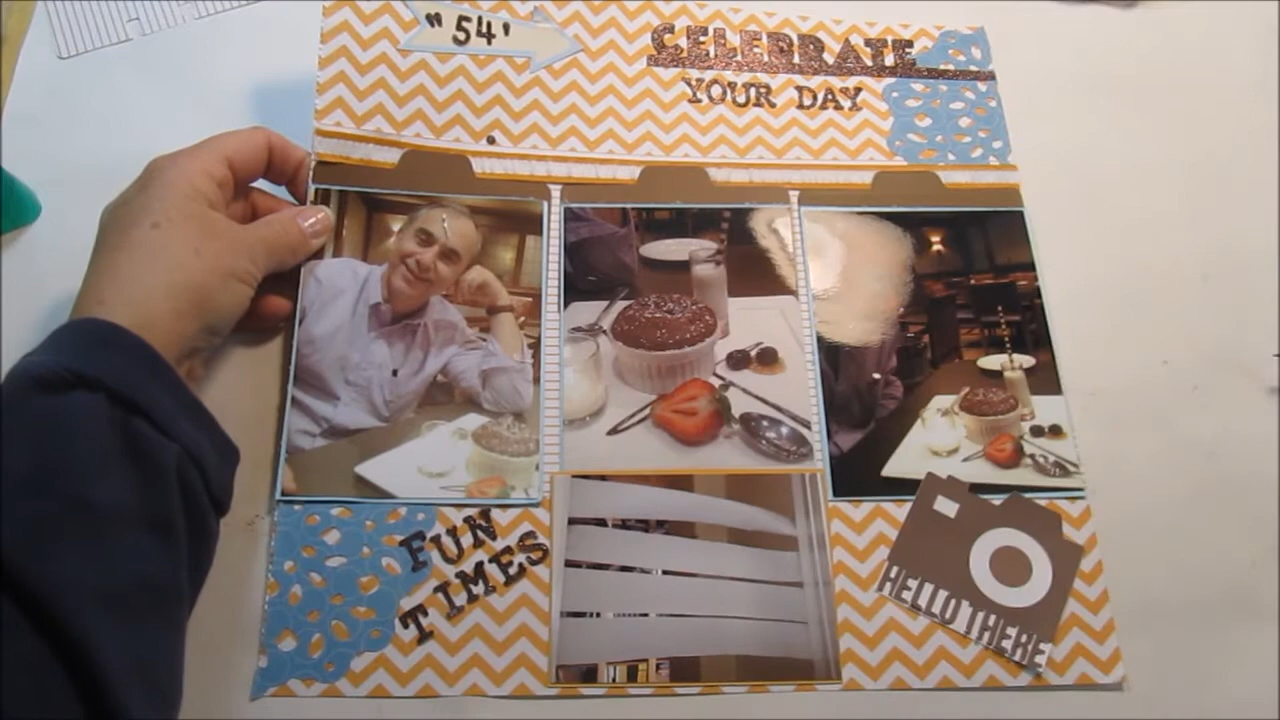 "54'
CELEBRATE
YOUR DAY
FUN
TIMES
HELLO THERE